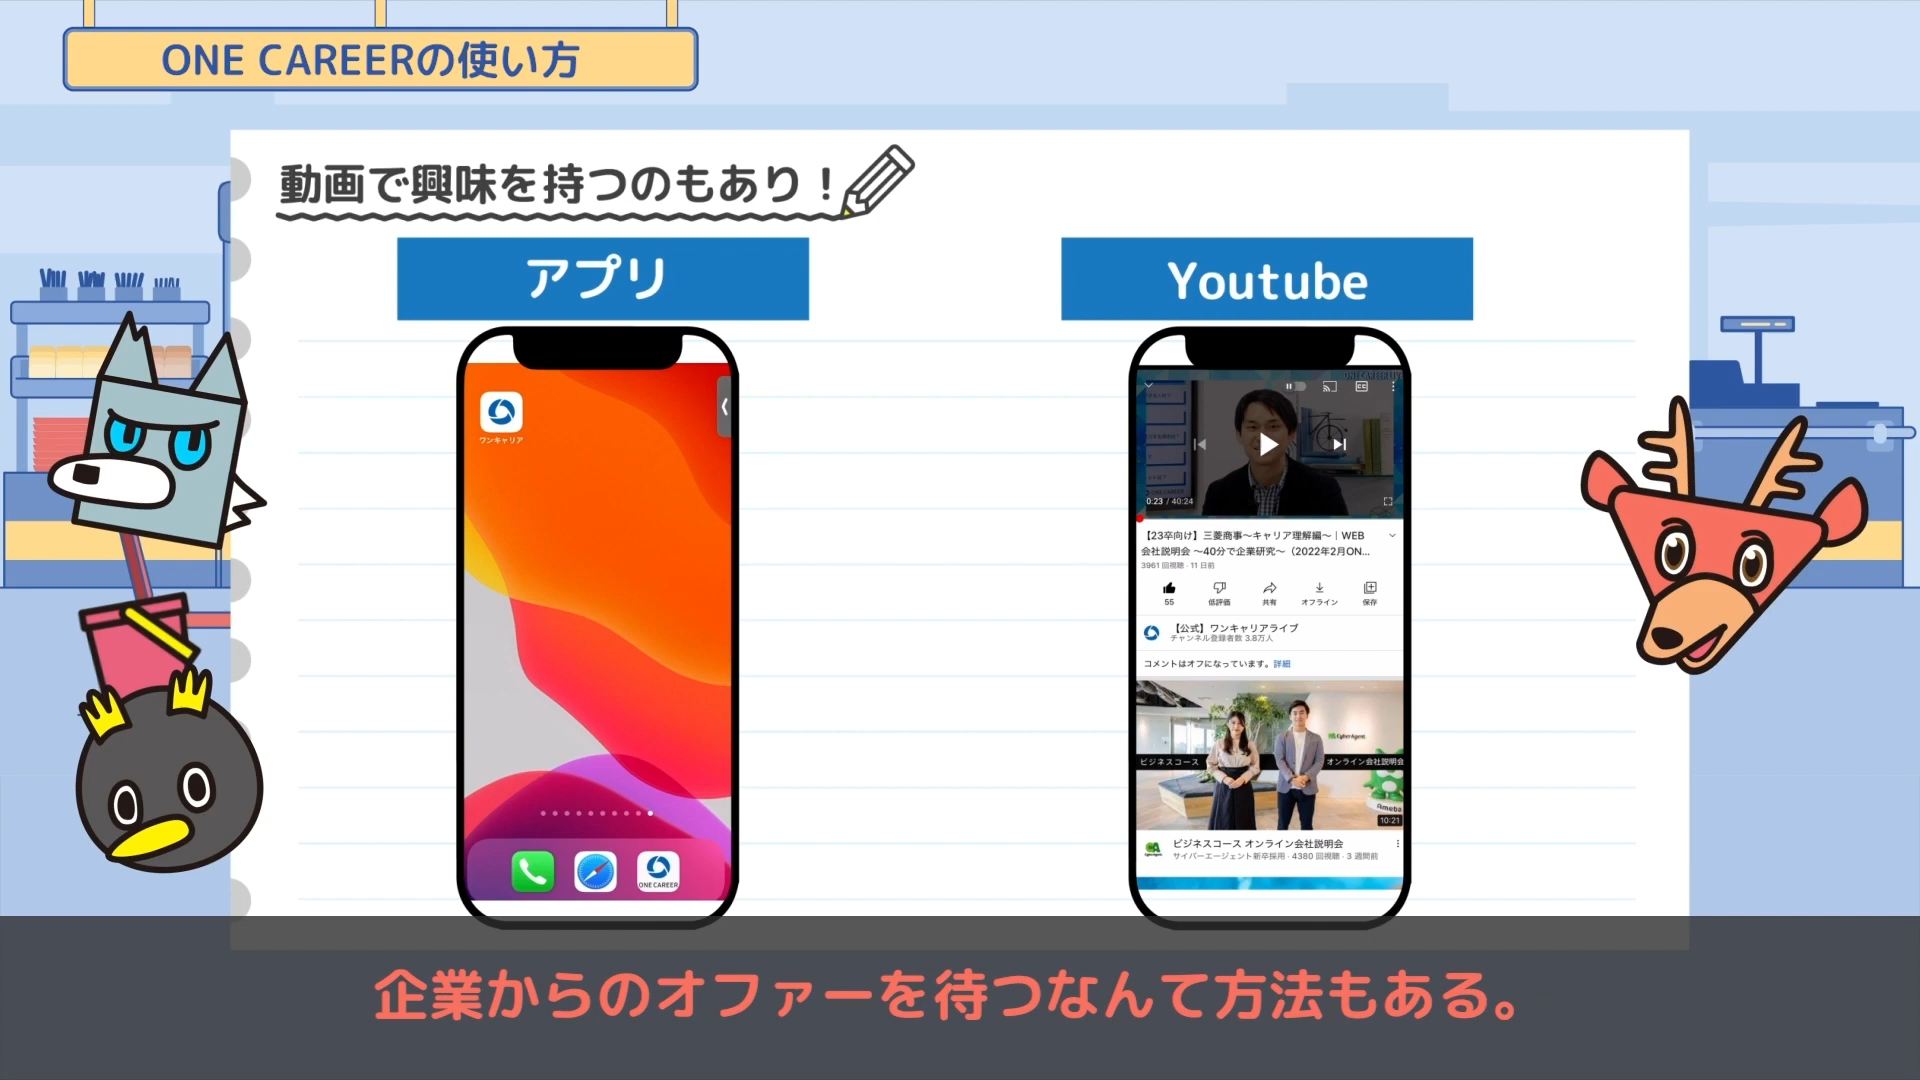 ONE CAREERの使い方
動画で興味を持つのもあり！
アプリ
Youtube
ワンキャリア
ONE CAREER
0:23 / 40:24
【23卒向け】三菱商事～キャリア理解編～｜WEB
会社説明会 ～40分で企業研究～（2022年2月ON...
3961 回視聴・11 日前
55
低評価
共有
オフライン
保存
【公式】ワンキャリアライブ
チャンネル登録者数 3.8万人
コメントはオフになっています。詳細
CyberAgent
ビジネスコース
オンライン会社説明会
Ameba
10:21
ビジネスコース オンライン会社説明会
サイバーエージェント新卒採用・4380 回視聴・3 週間前
企業からのオファーを待つなんて方法もある。